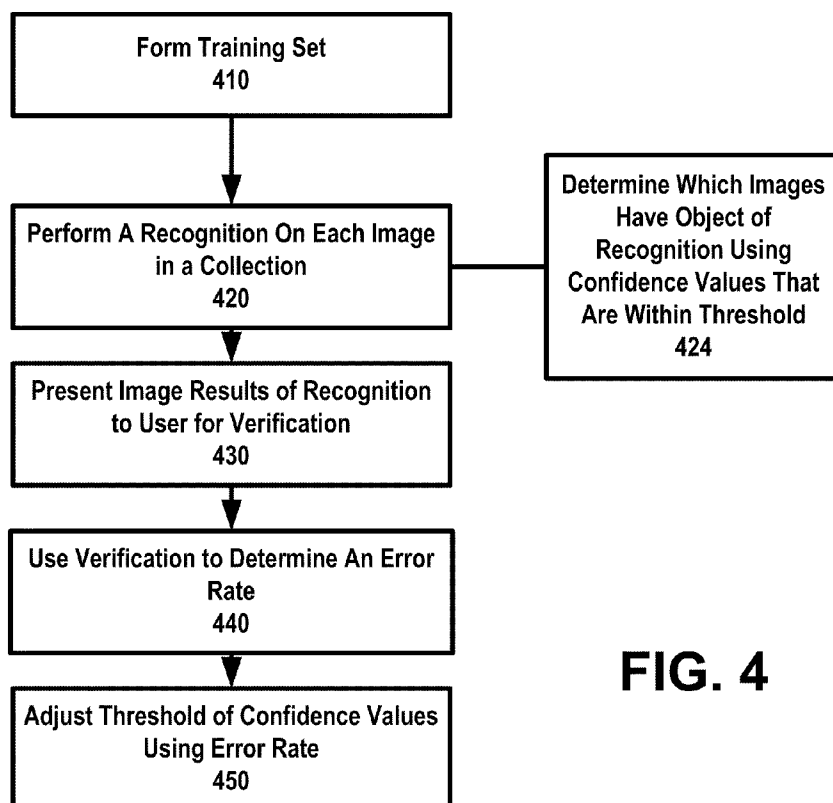 Form Training Set
410
Perform A Recognition On Each Image
in a Collection
420
Determine Which Images
Have Object of
Recognition Using
Confidence Values That
Are Within Threshold
424
Present Image Results of Recognition
to User for Verification
430
Use Verification to Determine An Error
Rate
440
Adjust Threshold of Confidence Values
Using Error Rate
450
FIG. 4